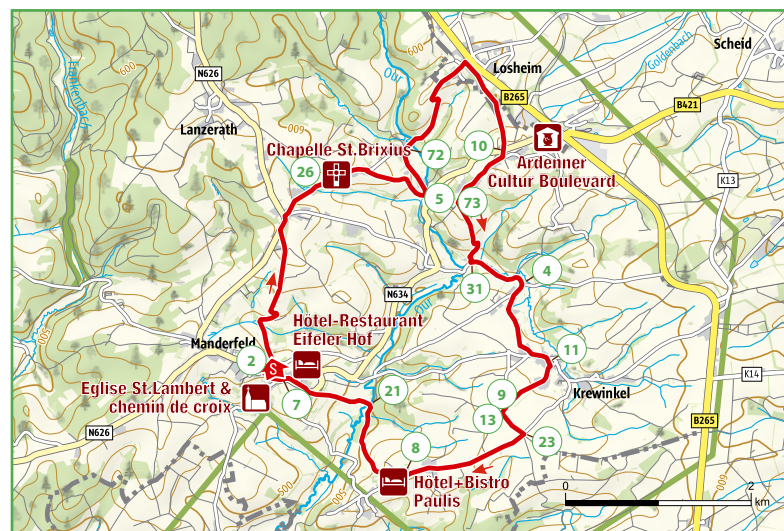 Scheid
Losheim
Goldenbach
600
N626
Our
Frankenbach
B265
B421
600
Lanzerath
Chapelle St.Brixius
72
10
Ardenner
Cultur Boulevard
26
K13
5
73
4
31
N634
Our
500
Hôtel-Restaurant
Eifeler Hof
Manderfeld
2
S
11
K14
Eglise St.Lambert &
chemin de croix
21
9
Krewinkel
7
13
B265
N626
8
23
Hôtel+Bistro
Paulis
500
500
600
0
2
km